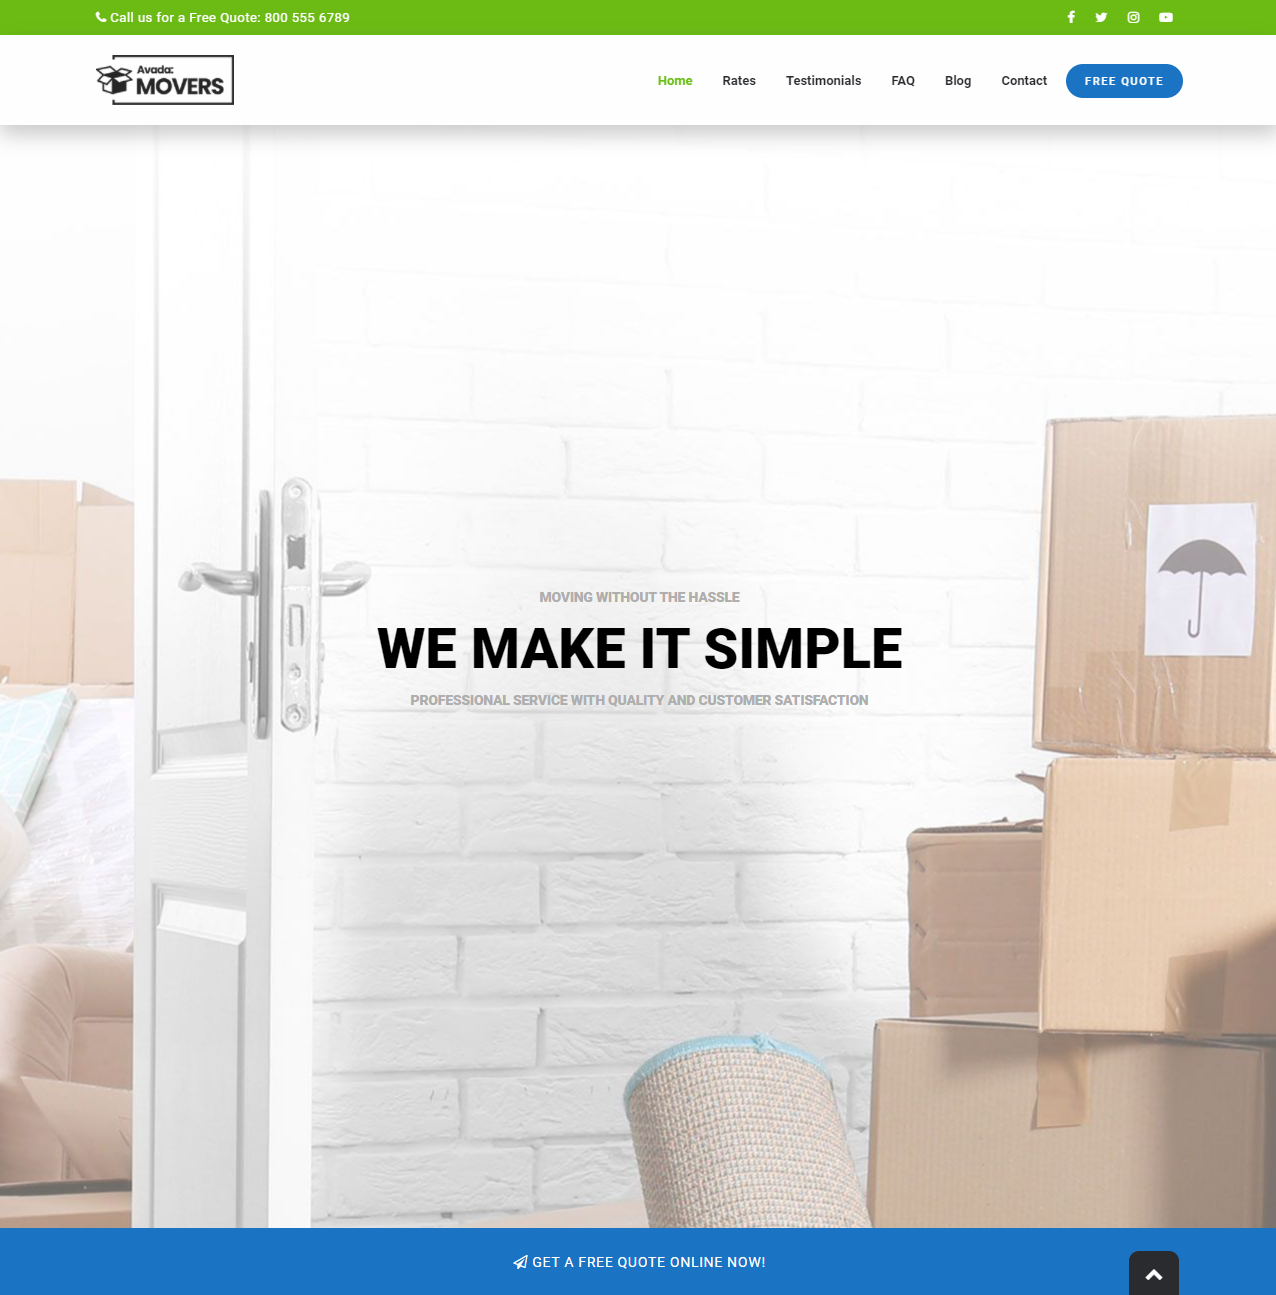 Call us for a Free Quote: 800 555 6789
Avada:
MOVERS
Home Rates Testimonials FAQ Blog Contact FREE QUOTE
MOVING WITHOUT THE HASSLE
WE MAKE IT SIMPLE
PROFESSIONAL SERVICE WITH QUALITY AND CUSTOMER SATISFACTION
GET A FREE QUOTE ONLINE NOW!